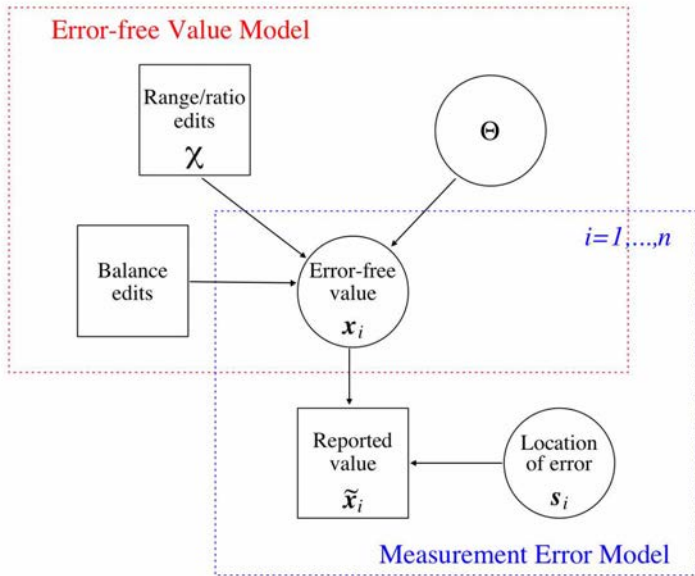 Error-free Value Model
Range/ratio
edits
χ
Θ
i=1,...,n
Balance
edits
Error-free
value
x_i
Reported
value
x̃_i
Location
of error
s_i
Measurement Error Model